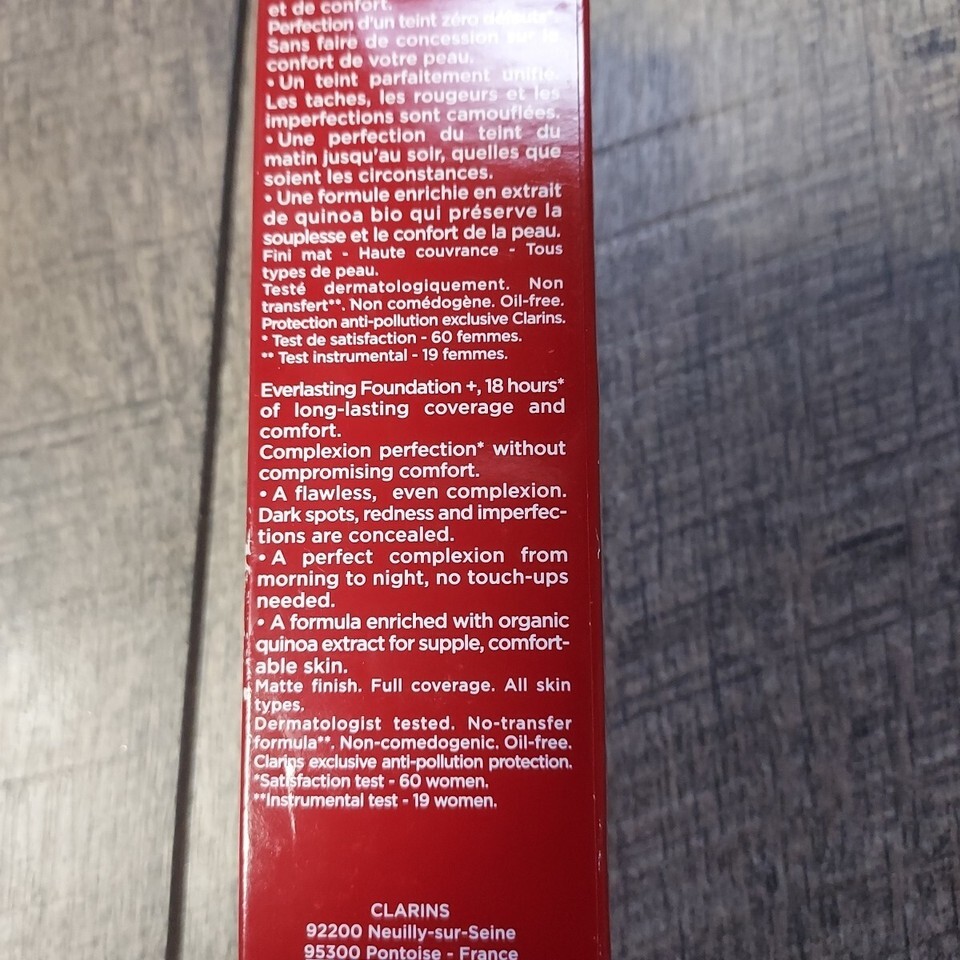 et de confort.
Perfection d'un teint zéro défauts*.
Sans faire de concession sur le
confort de votre peau.
• Un teint parfaitement unifié.
Les taches, les rougeurs et les
imperfections sont camouflées.
• Une perfection du teint du
matin jusqu'au soir, quelles que
soient les circonstances.
• Une formule enrichie en extrait
de quinoa bio qui préserve la
souplesse et le confort de la peau.
Fini mat - Haute couvrance - Tous
types de peau.
Testé dermatologiquement. Non
transfert**. Non comédogène. Oil-free.
Protection anti-pollution exclusive Clarins.
* Test de satisfaction - 60 femmes.
** Test instrumental - 19 femmes.
Everlasting Foundation +, 18 hours*
of long-lasting coverage and
comfort.
Complexion perfection* without
compromising comfort.
• A flawless, even complexion.
Dark spots, redness and imperfec-
tions are concealed.
• A perfect complexion from
morning to night, no touch-ups
needed.
• A formula enriched with organic
quinoa extract for supple, comfort-
able skin.
Matte finish. Full coverage. All skin
types.
Dermatologist tested. No-transfer
formula**. Non-comedogenic. Oil-free.
Clarins exclusive anti-pollution protection.
*Satisfaction test - 60 women.
**Instrumental test - 19 women.
CLARINS
92200 Neuilly-sur-Seine
95300 Pontoise - France